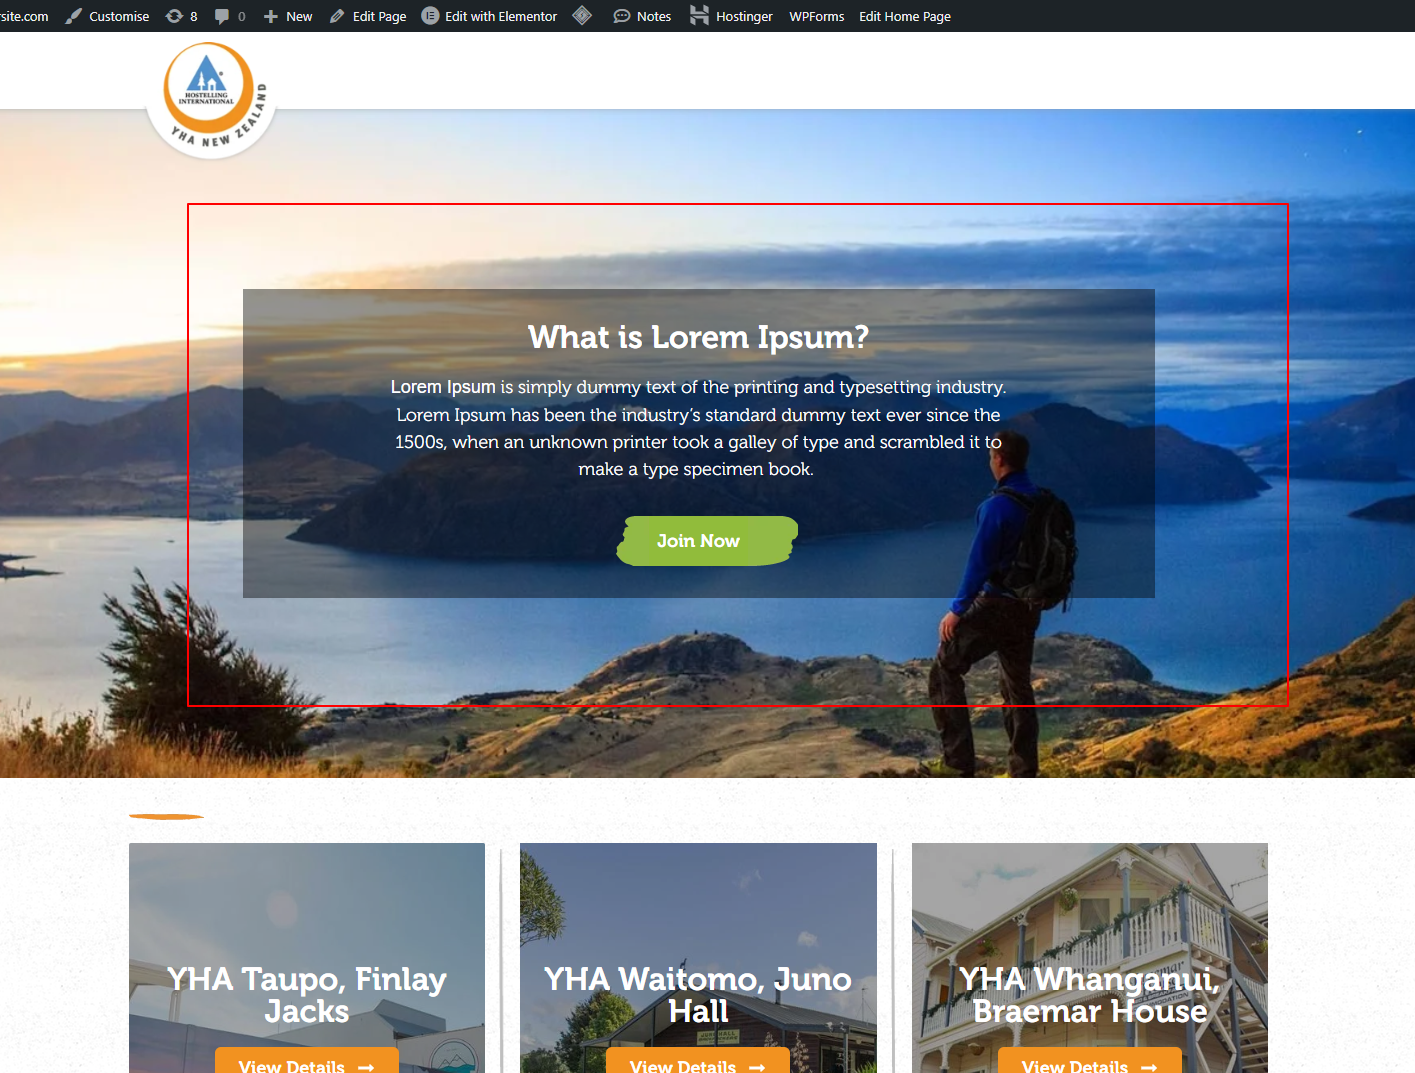 site.com Customise 8 0 New Edit Page Edit with Elementor Notes Hostinger WPForms Edit Home Page
HOSTELLING
INTERNATIONAL
YHA NEW ZEALAND
What is Lorem Ipsum?
Lorem Ipsum is simply dummy text of the printing and typesetting industry.
Lorem Ipsum has been the industry’s standard dummy text ever since the
1500s, when an unknown printer took a galley of type and scrambled it to
make a type specimen book.
Join Now
YHA Taupo, Finlay
Jacks
YHA Waitomo, Juno
Hall
YHA Whanganui,
Braemar House
View Details
View Details
View Details